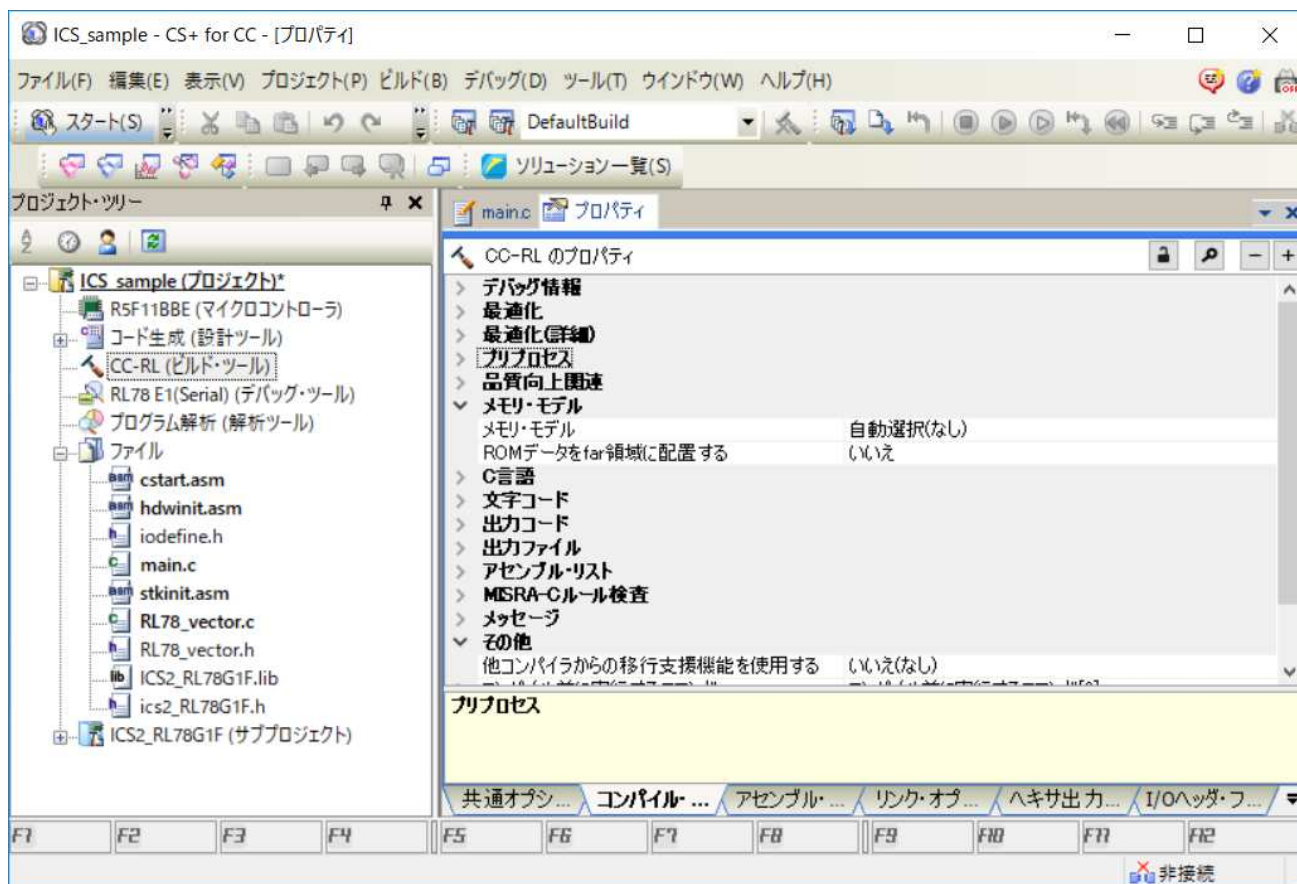 ICS_sample - CS+ for CC - [プロパティ]
ファイル(F) 編集(E) 表示(V) プロジェクト(P) ビルド(B) デバッグ(D) ツール(T) ウインドウ(W) ヘルプ(H)
スタート(S) DefaultBuild
ソリューション一覧(S)
プロジェクト・ツリー
ICS_sample (プロジェクト)*
R5F11BBE (マイクロコントローラ)
コード生成 (設計ツール)
CC-RL (ビルド・ツール)
RL78 E1(Serial) (デバッグ・ツール)
プログラム解析 (解析ツール)
ファイル
cstart.asm
hdwinit.asm
iodefine.h
main.c
stkinit.asm
RL78_vector.c
RL78_vector.h
ICS2_RL78G1F.lib
ics2_RL78G1F.h
ICS2_RL78G1F (サブプロジェクト)
main.c プロパティ
CC-RL のプロパティ
デバッグ情報
最適化
最適化(詳細)
プリプロセス
品質向上関連
メモリ・モデル
メモリ・モデル 自動選択(なし)
ROMデータをfar領域に配置する いいえ
C言語
文字コード
出力コード
出力ファイル
アセンブル・リスト
MISRA-Cルール検査
メッセージ
その他
他コンパイラからの移行支援機能を使用する いいえ(なし)
プリプロセス
共通オプシ... コンパイル・ ... アセンブル・ ... リンク・オプ... ヘキサ出力... I/Oヘッダ・フ...
F1 F2 F3 F4 F5 F6 F7 F8 F9 F10 F11 F12
非接続